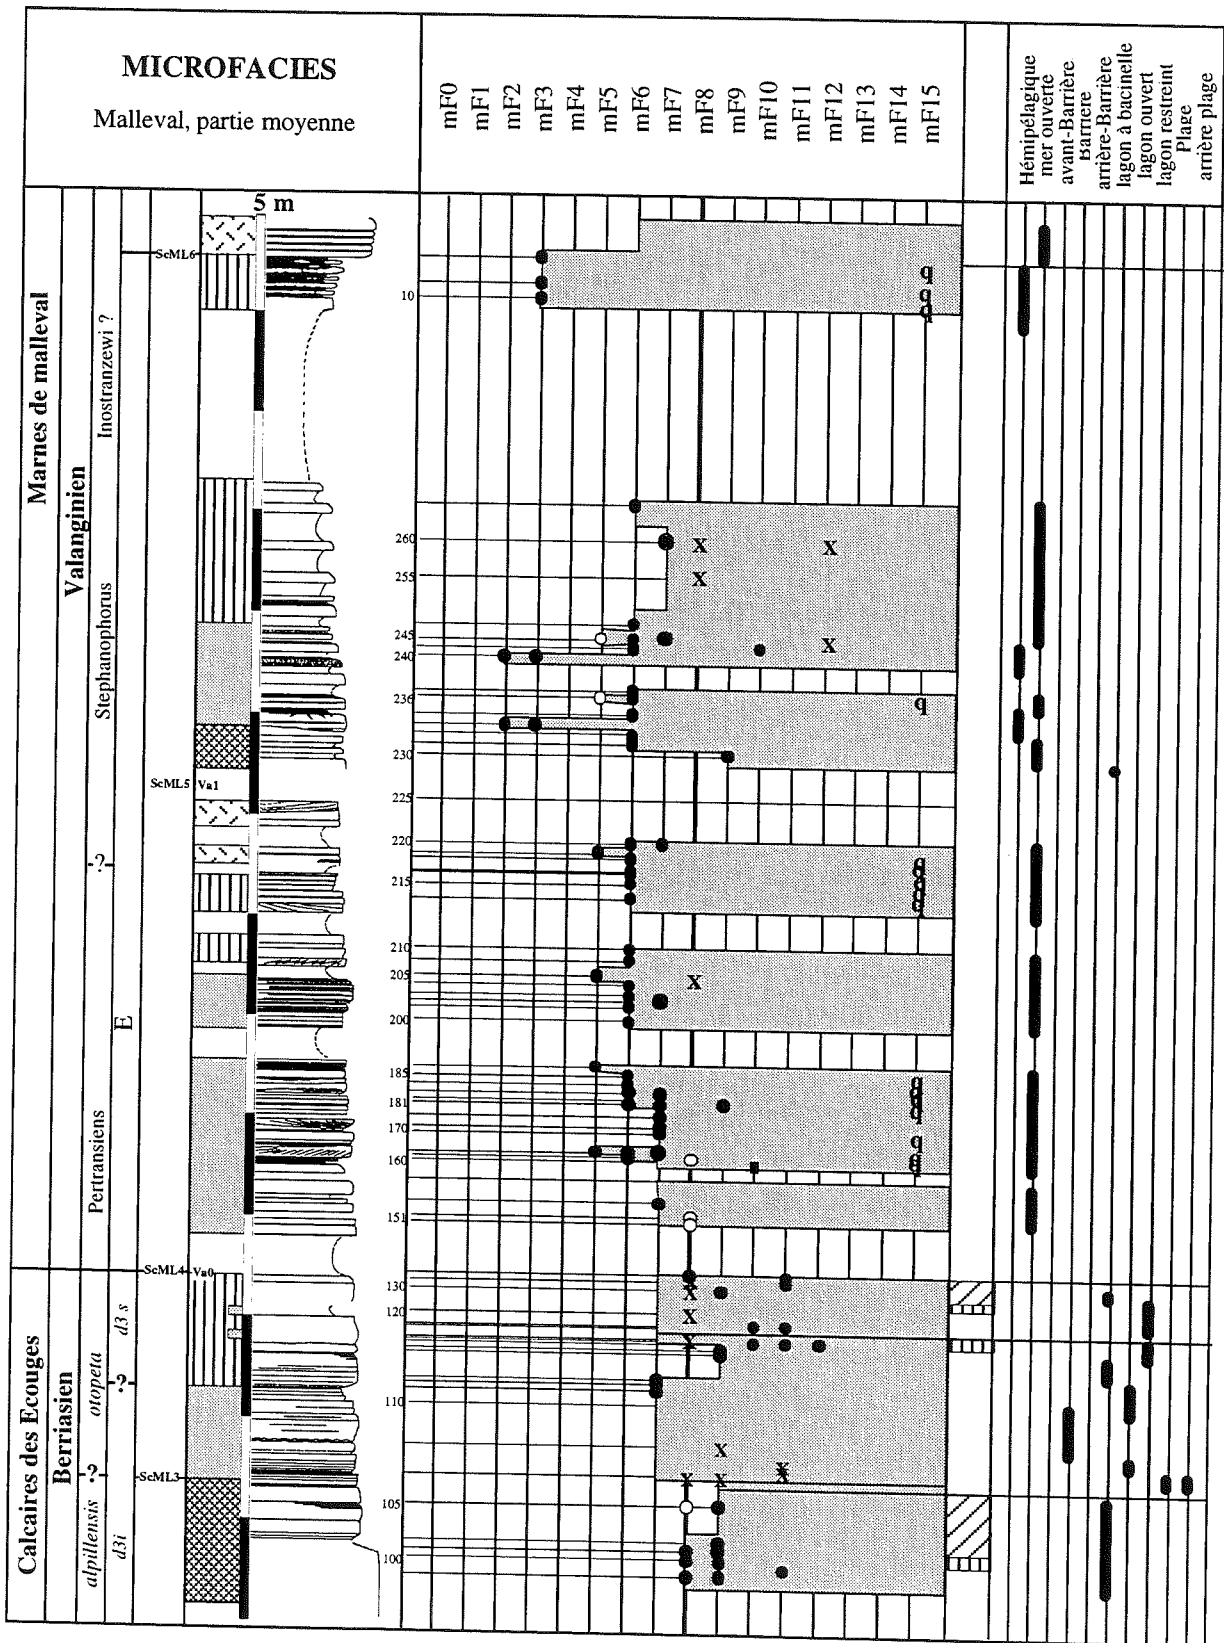 MICROFACIES
Malleval, partie moyenne
mF0
mF1
mF2
mF3
mF4
mF5
mF6
mF7
mF8
mF9
mF10
mF11
mF12
mF13
mF14
mF15
Hémipélagique
mer ouverte
avant-Barrière
Barriere
arrière-Barrière
lagon à bacinelle
lagon ouvert
lagon restreint
Plage
arrière plage
5 m
Marnes de malleval
Valanginien
Inostranzewi ?
Stephanophorus
-?-
Pertransiens
E
Calcaires des Ecouges
Berriasien
otopeta
d3 s
-?-
-?-
alpillensis
d3i
ScML6
ScML5
Va1
ScML4
Va0
ScML3
10
q
q
q
260
X
X
255
X
245
X
240
236
q
230
225
220
q
q
215
q
q
q
210
205
X
200
185
q
q
181
q
q
170
q
160
q
q
151
130
X
120
X
X
110
X
X
X
X
X
105
100